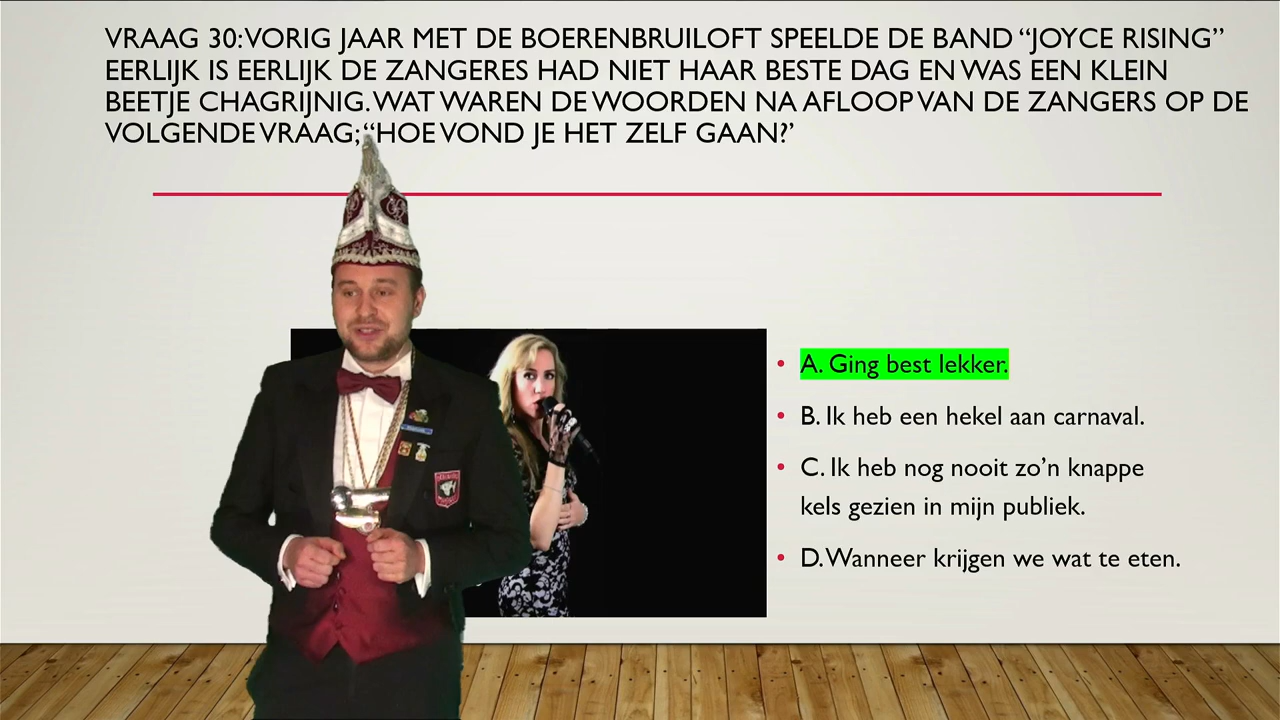 VRAAG 30: VORIG JAAR MET DE BOERENBRUILOFT SPEELDE DE BAND “JOYCE RISING”
EERLIJK IS EERLIJK DE ZANGERES HAD NIET HAAR BESTE DAG EN WAS EEN KLEIN
BEETJE CHAGRIJNIG. WAT WAREN DE WOORDEN NA AFLOOP VAN DE ZANGERS OP DE
VOLGENDE VRAAG; “HOE VOND JE HET ZELF GAAN?’
A. Ging best lekker.
B. Ik heb een hekel aan carnaval.
C. Ik heb nog nooit zo’n knappe
kels gezien in mijn publiek.
D. Wanneer krijgen we wat te eten.